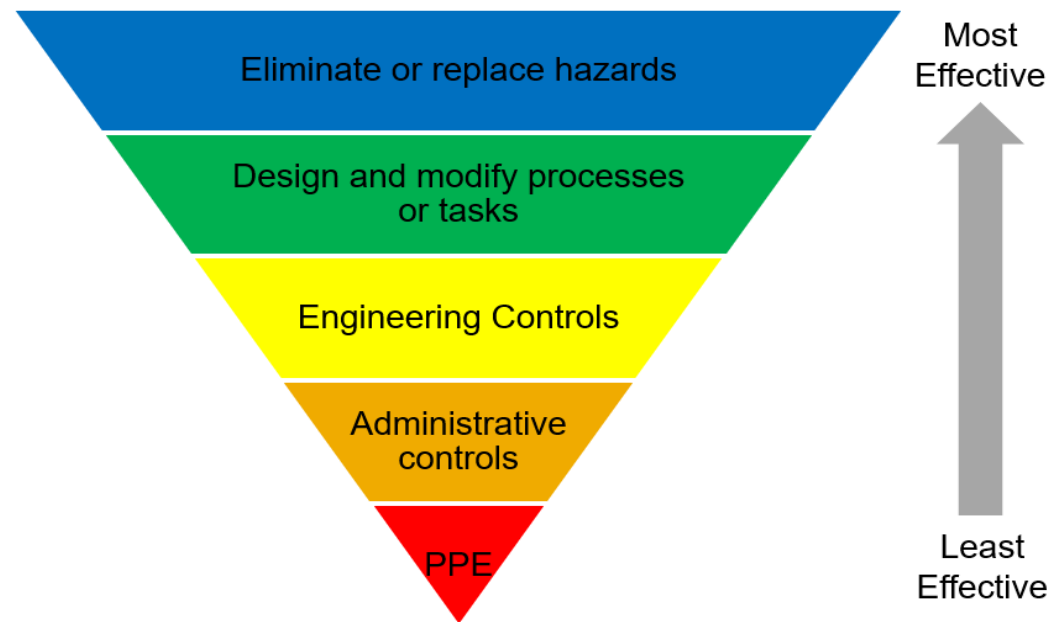 Eliminate or replace hazards
Design and modify processes
or tasks
Engineering Controls
Administrative
controls
PPE
Most
Effective
Least
Effective